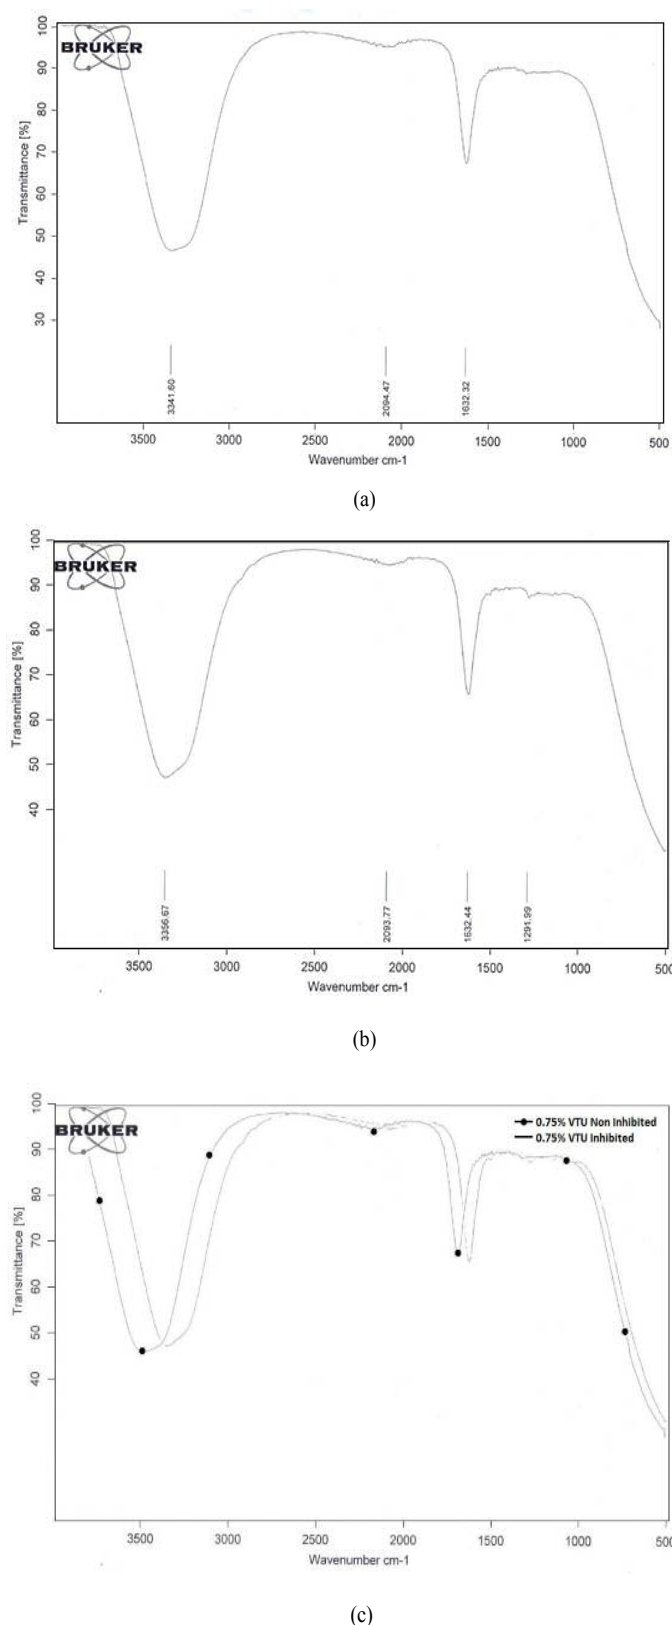 100
90
80
70
60
50
40
30
Transmittance [%]
BRUKER
3341.60
2094.47
1632.32
3500 3000 2500 2000 1500 1000 500
Wavenumber cm-1
(a)
100
90
80
70
60
50
40
Transmittance [%]
BRUKER
3356.67
2093.77
1632.44
1291.99
3500 3000 2500 2000 1500 1000 500
Wavenumber cm-1
(b)
100
90
80
70
60
50
40
Transmittance [%]
BRUKER
0.75% VTU Non Inhibited
0.75% VTU Inhibited
3500 3000 2500 2000 1500 1000 500
Wavenumber cm-1
(c)